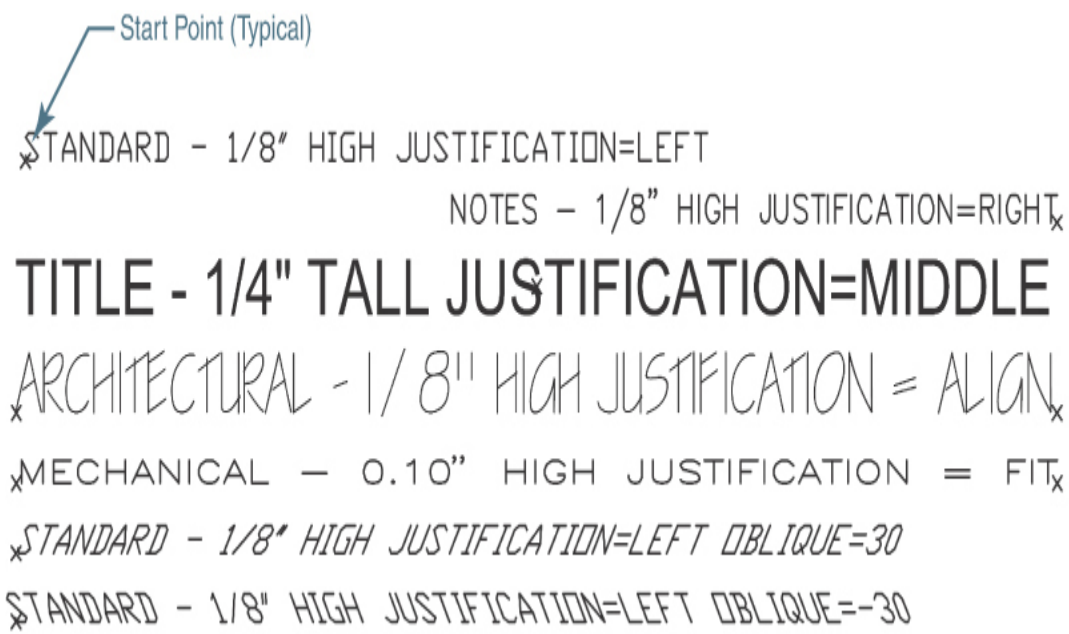 Start Point (Typical)
STANDARD - 1/8" HIGH JUSTIFICATION=LEFT
NOTES - 1/8" HIGH JUSTIFICATION=RIGHT
TITLE - 1/4" TALL JUSTIFICATION=MIDDLE
ARCHITECTURAL - 1/8" HIGH JUSTIFICATION = ALIGN
MECHANICAL - 0.10" HIGH JUSTIFICATION = FIT
STANDARD - 1/8" HIGH JUSTIFICATION=LEFT OBLIQUE=30
STANDARD - 1/8" HIGH JUSTIFICATION=LEFT OBLIQUE=-30